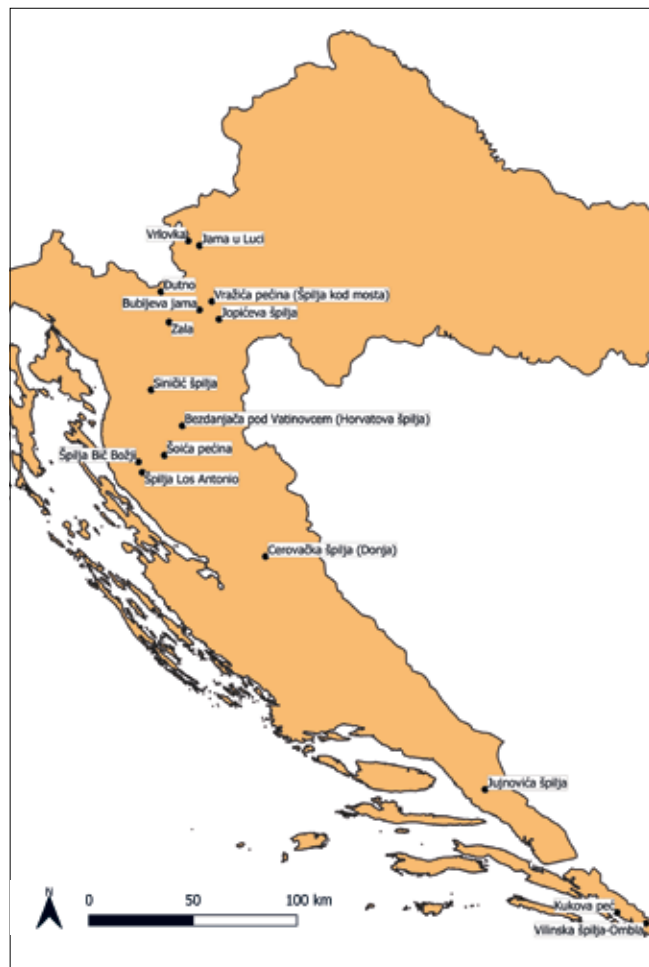 Vrlovka
Jama u Luci
Dutno
Vražića pećina (Špilja kod mosta)
Bubijeva jama
Jopićeva špilja
Zala
Siničić špilja
Bezdanjača pod Vatinovcem (Horvatova špilja)
Šoića pećina
Špilja Bič Božji
Špilja Los Antonio
Cerovačka špilja (Donja)
Jujnovića špilja
Kukova peć
Vilinska špilja-Ombla
N
0 50 100 km